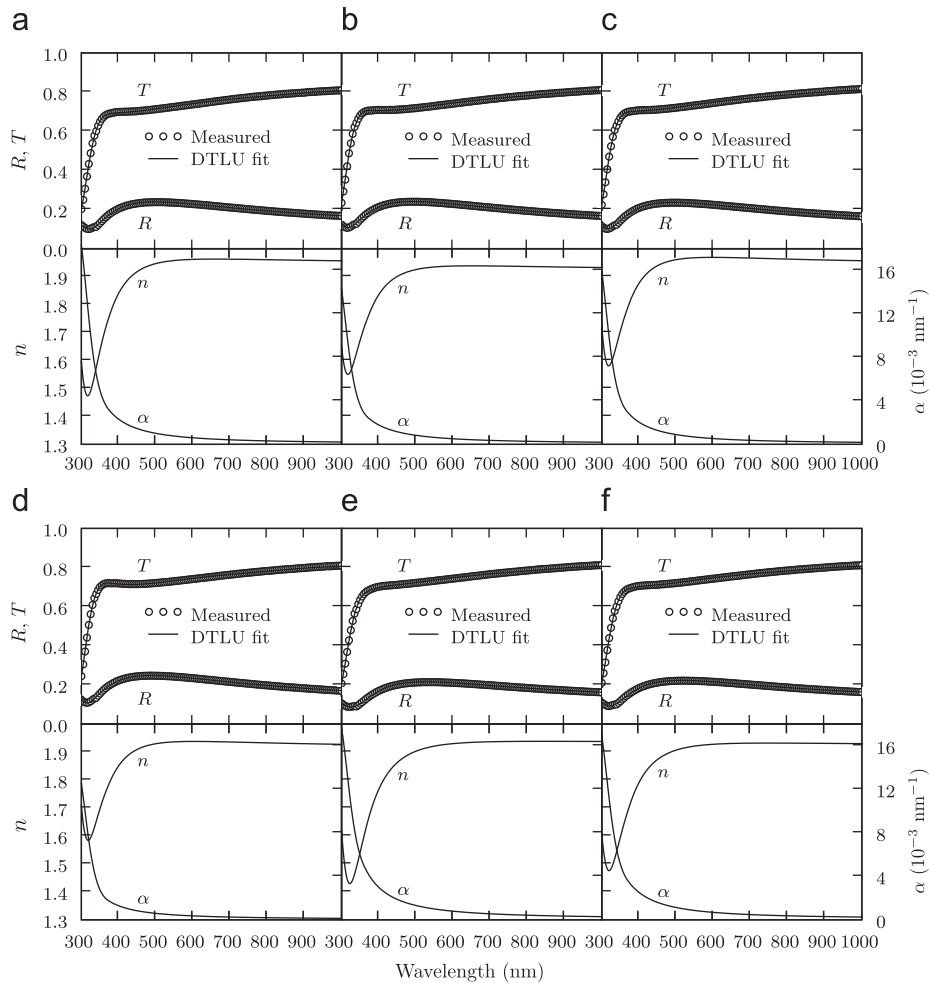 a b c
1.0
0.8
0.6
0.4
0.2
0.0
R, T
T T T
Measured Measured Measured
DTLU fit DTLU fit DTLU fit
R R R
1.9
1.8
1.7
1.6
1.5
1.4
1.3
n
n n n
α α α
16
12
8
4
0
α (10⁻³ nm⁻¹)
300 400 500 600 700 800 900 300 400 500 600 700 800 900 300 400 500 600 700 800 900 1000
d e f
1.0
0.8
0.6
0.4
0.2
0.0
R, T
T T T
Measured Measured Measured
DTLU fit DTLU fit DTLU fit
R R R
1.9
1.8
1.7
1.6
1.5
1.4
1.3
n
n n n
α α α
16
12
8
4
0
α (10⁻³ nm⁻¹)
300 400 500 600 700 800 900 300 400 500 600 700 800 900 300 400 500 600 700 800 900 1000
Wavelength (nm)